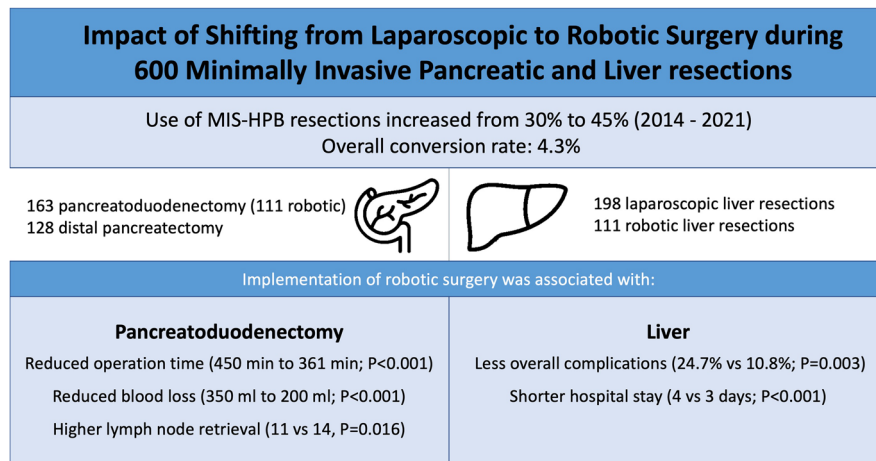 Impact of Shifting from Laparoscopic to Robotic Surgery during
600 Minimally Invasive Pancreatic and Liver resections
Use of MIS-HPB resections increased from 30% to 45% (2014 - 2021)
Overall conversion rate: 4.3%
163 pancreatoduodenectomy (111 robotic)
128 distal pancreatectomy
198 laparoscopic liver resections
111 robotic liver resections
Implementation of robotic surgery was associated with:
Pancreatoduodenectomy
Reduced operation time (450 min to 361 min; P<0.001)
Reduced blood loss (350 ml to 200 ml; P<0.001)
Higher lymph node retrieval (11 vs 14, P=0.016)
Liver
Less overall complications (24.7% vs 10.8%; P=0.003)
Shorter hospital stay (4 vs 3 days; P<0.001)